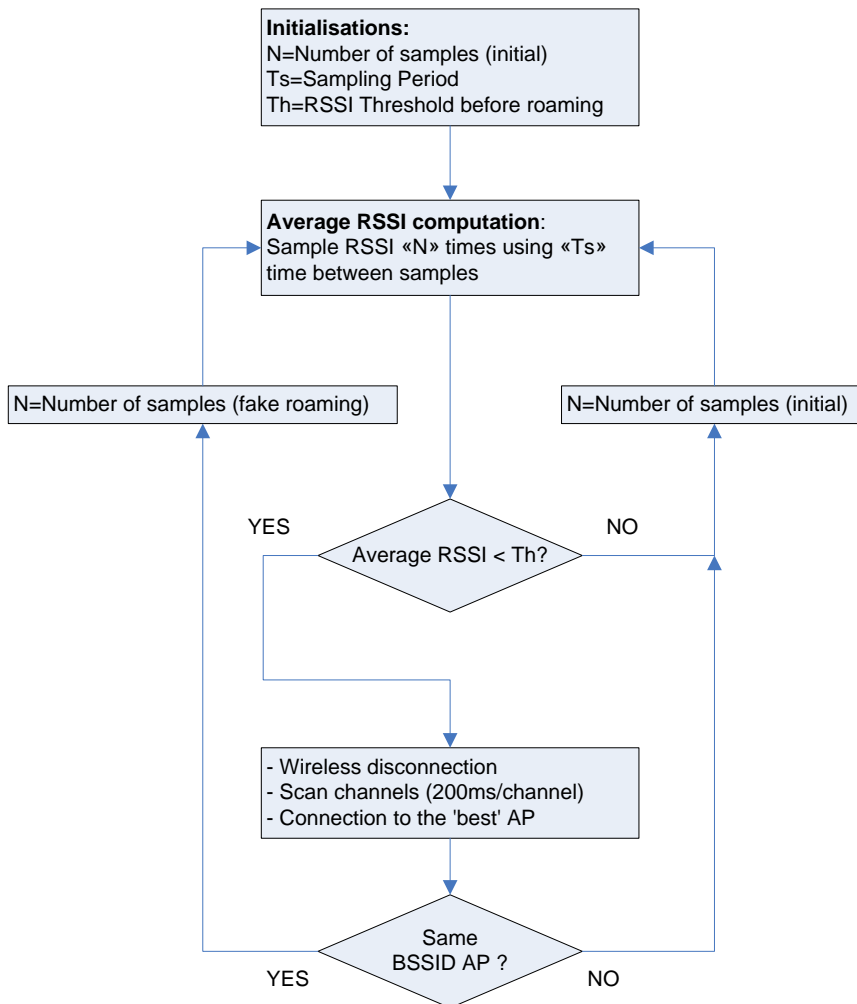 Initialisations:
N=Number of samples (initial)
Ts=Sampling Period
Th=RSSI Threshold before roaming
Average RSSI computation:
Sample RSSI «N» times using «Ts»
time between samples
N=Number of samples (fake roaming)
N=Number of samples (initial)
YES
NO
Average RSSI < Th?
- Wireless disconnection
- Scan channels (200ms/channel)
- Connection to the 'best' AP
Same
BSSID AP ?
YES
NO